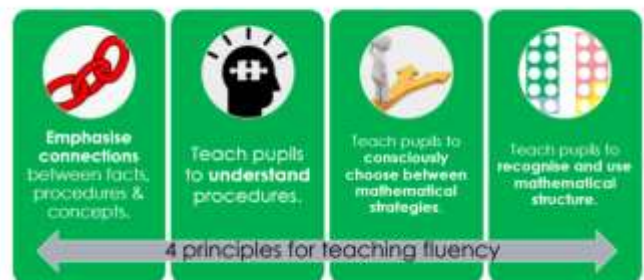 Emphasise
connections
between facts,
procedures &
concepts.
Teach pupils
to understand
procedures.
Teach pupils to
consciously
choose between
mathematical
strategies.
Teach pupils to
recognise and use
mathematical
structure.
4 principles for teaching fluency